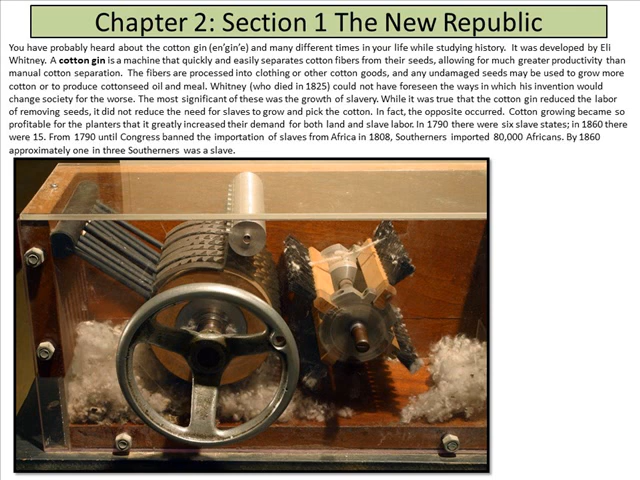 Chapter 2: Section 1 The New Republic
You have probably heard about the cotton gin (en'gin'e) and many different times in your life while studying history.  It was developed by Eli
Whitney. A cotton gin is a machine that quickly and easily separates cotton fibers from their seeds, allowing for much greater productivity than
manual cotton separation.  The fibers are processed into clothing or other cotton goods, and any undamaged seeds may be used to grow more
cotton or to produce cottonseed oil and meal. Whitney (who died in 1825) could not have foreseen the ways in which his invention would
change society for the worse. The most significant of these was the growth of slavery. While it was true that the cotton gin reduced the labor
of removing seeds, it did not reduce the need for slaves to grow and pick the cotton. In fact, the opposite occurred.  Cotton growing became so
profitable for the planters that it greatly increased their demand for both land and slave labor. In 1790 there were six slave states; in 1860 there
were 15. From 1790 until Congress banned the importation of slaves from Africa in 1808, Southerners imported 80,000 Africans. By 1860
approximately one in three Southerners was a slave.